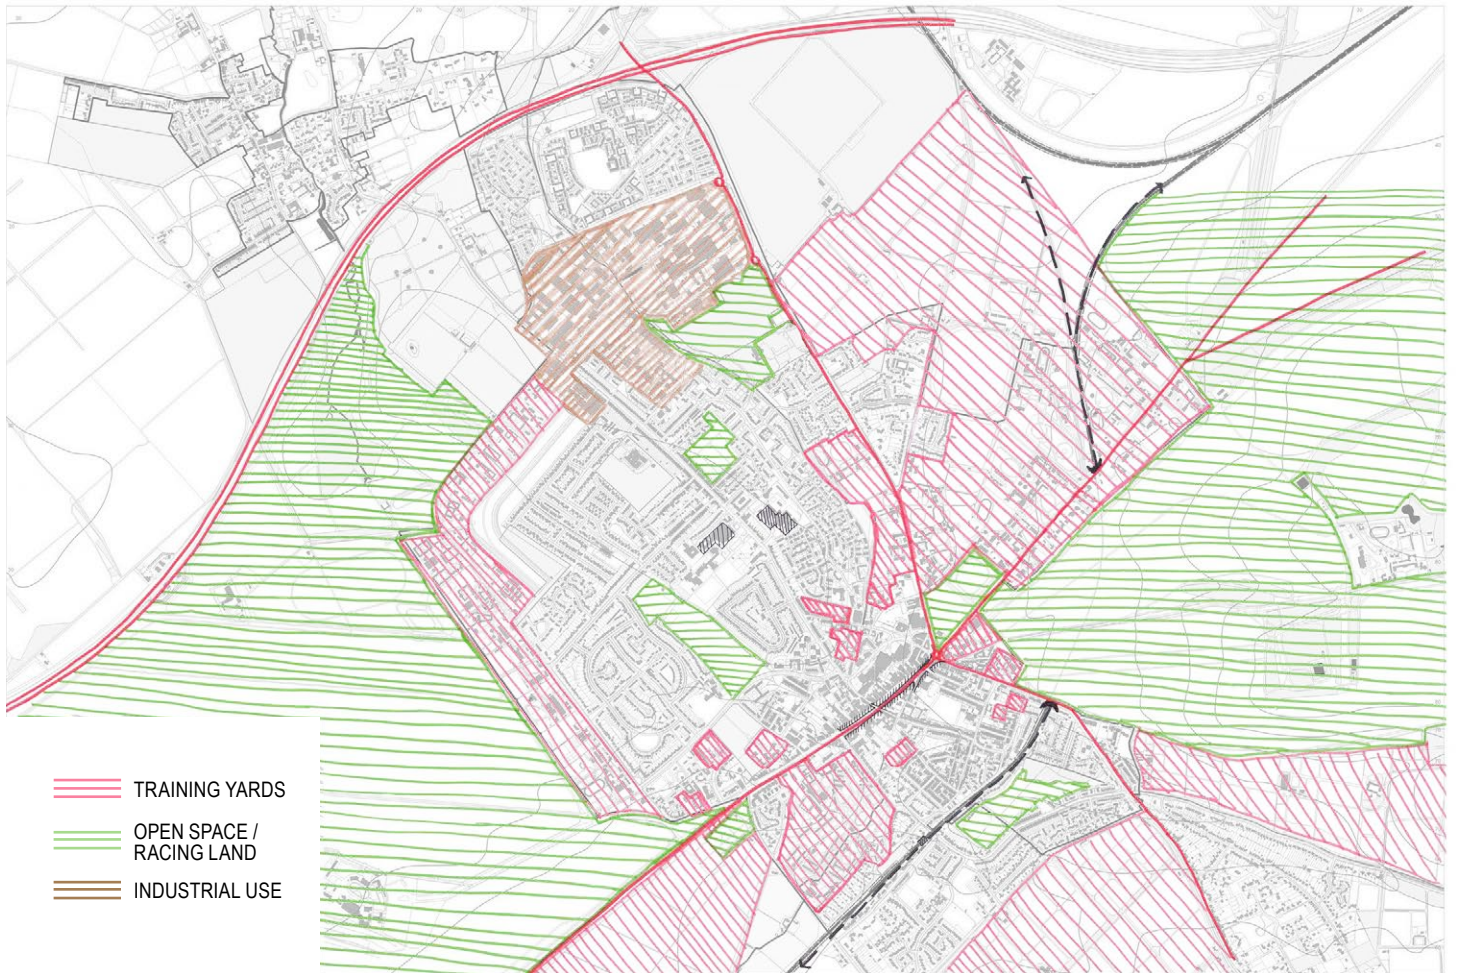 TRAINING YARDS
OPEN SPACE /
RACING LAND
INDUSTRIAL USE